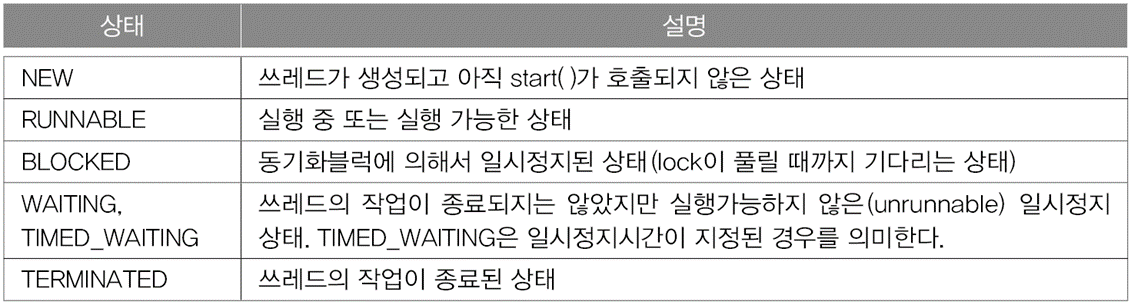 상태 설명
NEW 쓰레드가 생성되고 아직 start( )가 호출되지 않은 상태
RUNNABLE 실행 중 또는 실행 가능한 상태
BLOCKED 동기화블럭에 의해서 일시정지된 상태(lock이 풀릴 때까지 기다리는 상태)
WAITING, 쓰레드의 작업이 종료되지는 않았지만 실행가능하지 않은(unrunnable) 일시정지
TIMED_WAITING 상태. TIMED_WAITING은 일시정지시간이 지정된 경우를 의미한다.
TERMINATED 쓰레드의 작업이 종료된 상태